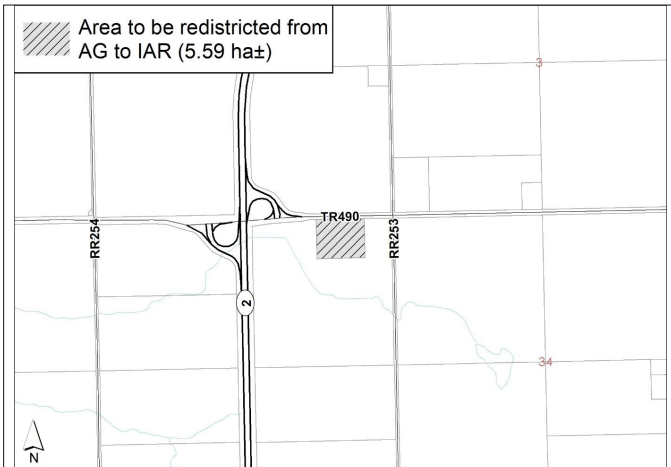 Area to be redistricted from
AG to IAR (5.59 ha±)
3
TR490
RR254
RR253
2
34
N